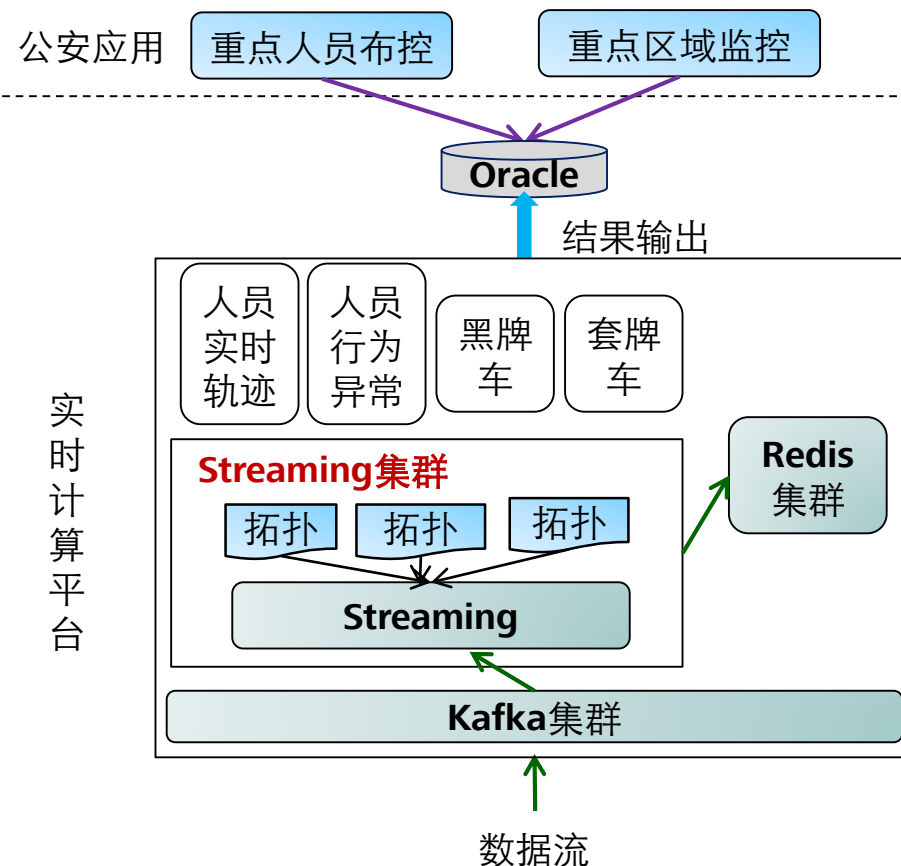 公安应用
重点人员布控
重点区域监控
Oracle
结果输出
人员
实时
轨迹
人员
行为
异常
黑牌
车
套牌
车
实
时
计
算
平
台
Streaming集群
拓扑
拓扑
拓扑
Streaming
Redis
集群
Kafka集群
数据流